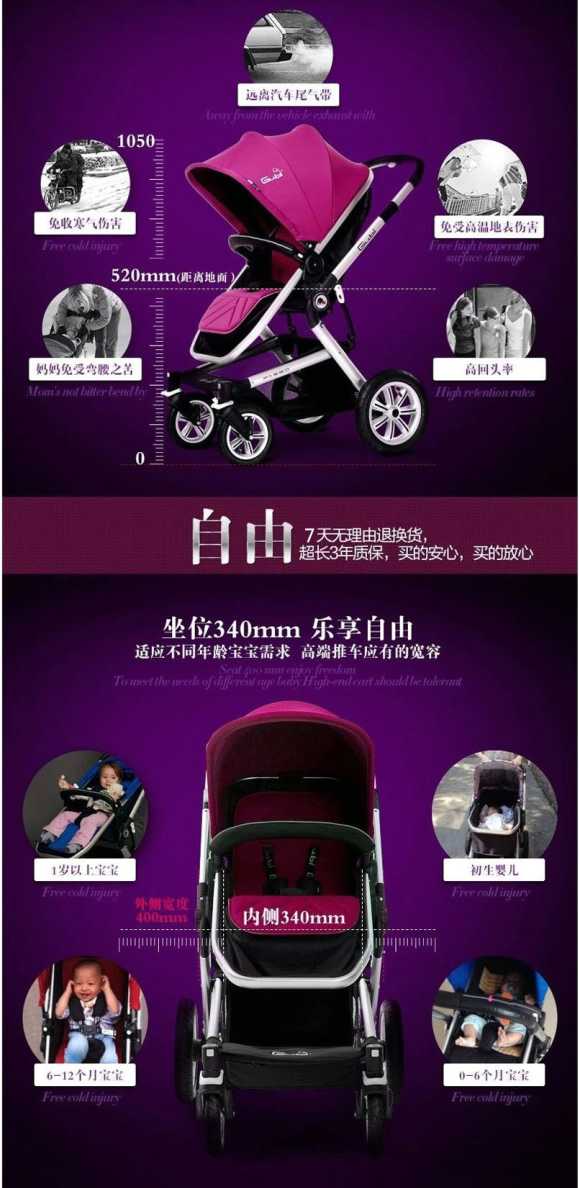 远离汽车尾气带
Away from the vehicle exhaust with
1050
免收寒气伤害
Free cold injury
免受高温地表伤害
Free high temperature
surface damage
520mm(距离地面)
妈妈免受弯腰之苦
Mom's not bitter bend by
高回头率
High retention rates
0
自由
7天无理由退换货，
超长3年质保，买的安心，买的放心
坐位340mm 乐享自由
适应不同年龄宝宝需求 高端推车应有的宽容
Seat 400 mm enjoy freedom
To meet the needs of different age baby High-end cart should be tolerant
1岁以上宝宝
Free cold injury
初生婴儿
Free cold injury
外侧宽度
400mm
内侧340mm
6-12个月宝宝
Free cold injury
0-6个月宝宝
Free cold injury